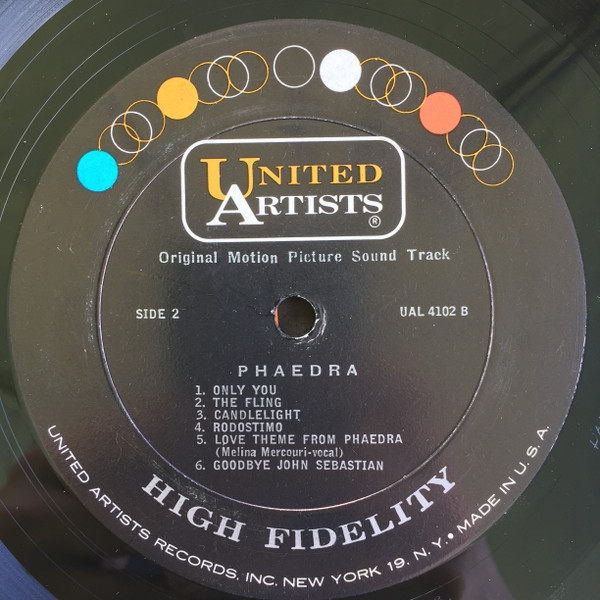 UNITED
ARTISTS
®
Original Motion Picture Sound Track
SIDE 2
UAL 4102 B
PHAEDRA
1. ONLY YOU
2. THE FLING
3. CANDLELIGHT
4. RODOSTIMO
5. LOVE THEME FROM PHAEDRA
(Melina Mercouri-vocal)
6. GOODBYE JOHN SEBASTIAN
HIGH FIDELITY
UNITED ARTISTS RECORDS, INC. NEW YORK 19, N. Y. • MADE IN U. S. A.